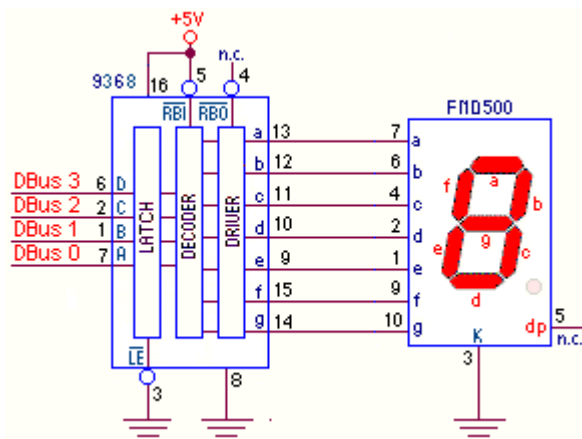 +5V
n.c.
9368 16 5 4
RBI RBO
FND500
a 13 7 a
b 12 6 b
DBus 3 6 D
c 11 4 c
DBus 2 2 C
d 10 2 d
DBus 1 1 B
DBus 0 7 A
e 9 1 e
f 15 9 f
g 14 10 g
LATCH
DECODER
DRIVER
a
f b
g
e c
d
dp 5
n.c.
K
3
LE
3 8